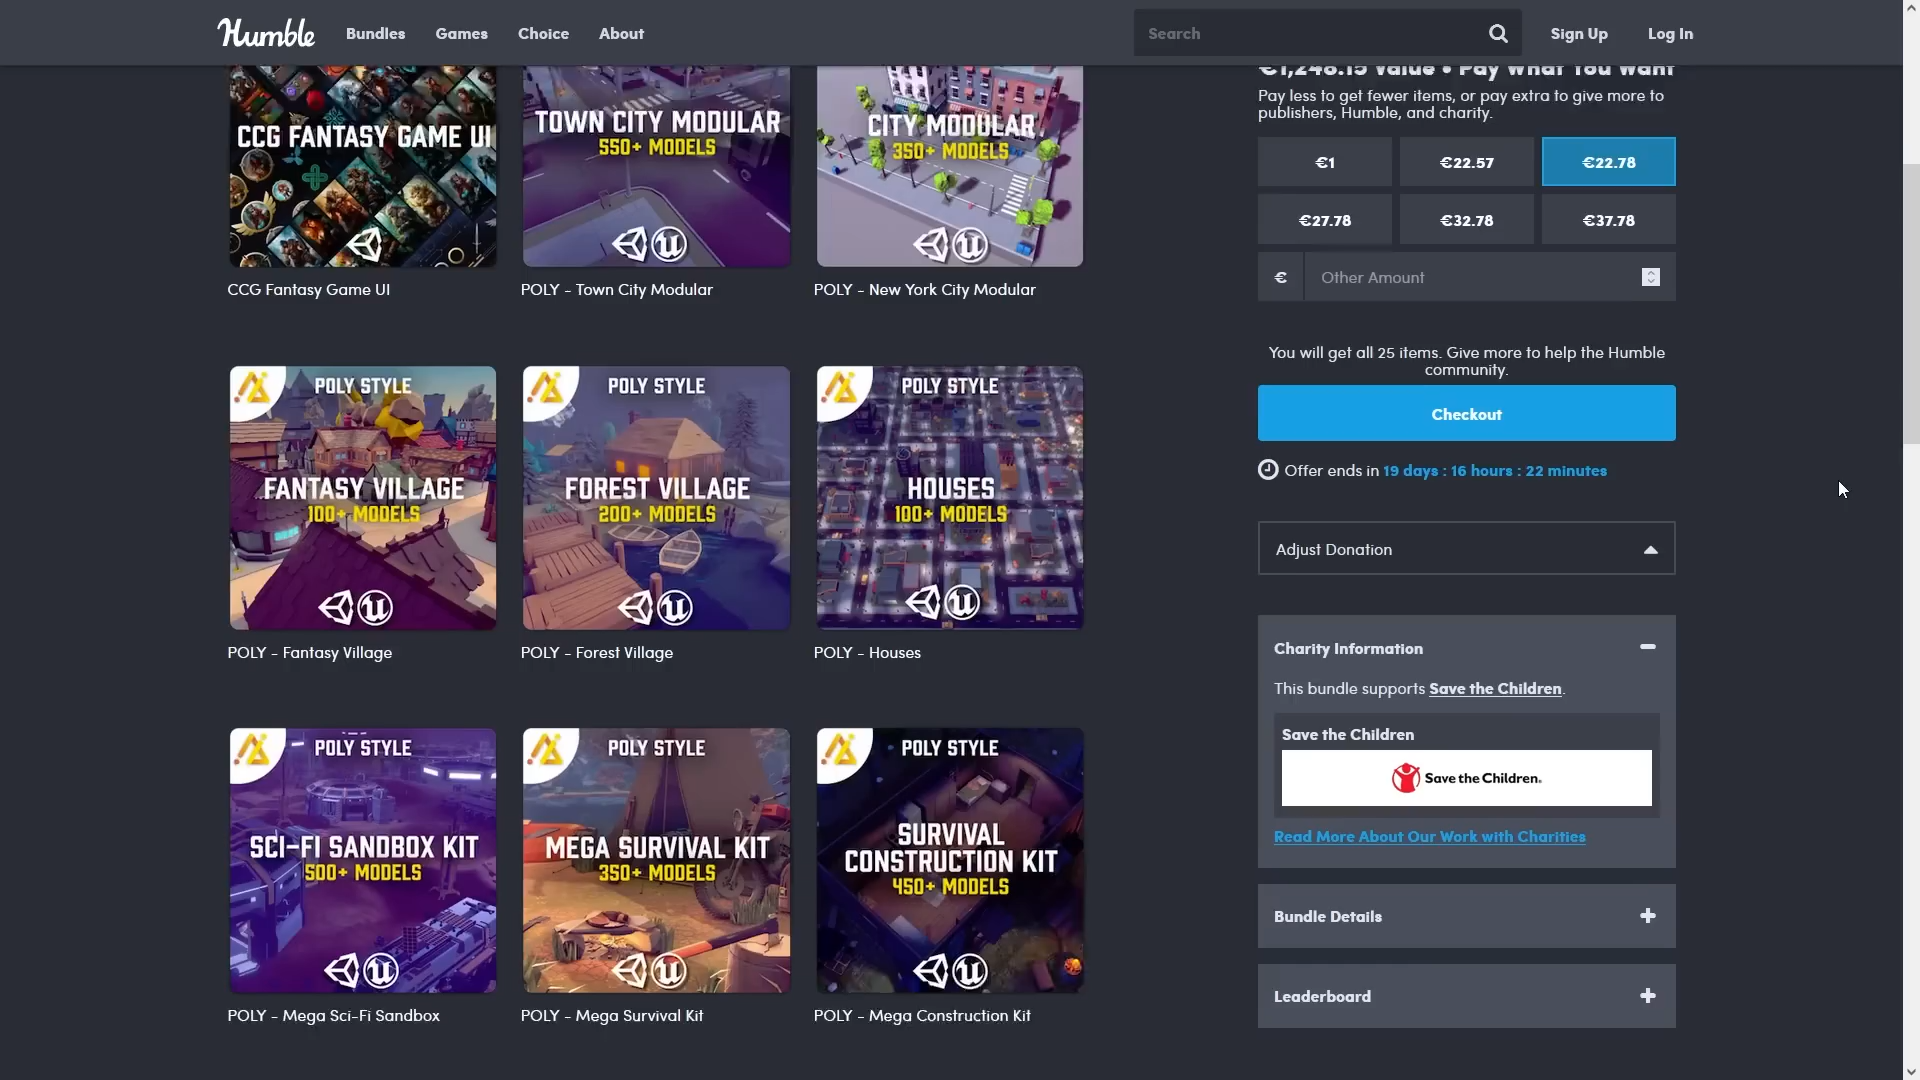 Humble
Bundles
Games
Choice
About
Search
Sign Up
Log In
CCG FANTASY GAME UI
CCG Fantasy Game UI
TOWN CITY MODULAR
550+ MODELS
POLY - Town City Modular
CITY MODULAR
350+ MODELS
POLY - New York City Modular
POLY STYLE
FANTASY VILLAGE
100+ MODELS
POLY - Fantasy Village
POLY STYLE
FOREST VILLAGE
200+ MODELS
POLY - Forest Village
POLY STYLE
HOUSES
100+ MODELS
POLY - Houses
POLY STYLE
SCI-FI SANDBOX KIT
500+ MODELS
POLY - Mega Sci-Fi Sandbox
POLY STYLE
MEGA SURVIVAL KIT
350+ MODELS
POLY - Mega Survival Kit
POLY STYLE
SURVIVAL
CONSTRUCTION KIT
450+ MODELS
POLY - Mega Construction Kit
€1,248.15 Value • Pay What You Want
Pay less to get fewer items, or pay extra to give more to
publishers, Humble, and charity.
€1
€22.57
€22.78
€27.78
€32.78
€37.78
€
Other Amount
You will get all 25 items. Give more to help the Humble
community.
Checkout
Offer ends in 19 days : 16 hours : 22 minutes
Adjust Donation
Charity Information
This bundle supports Save the Children.
Save the Children
Save the Children.
Read More About Our Work with Charities
Bundle Details
Leaderboard